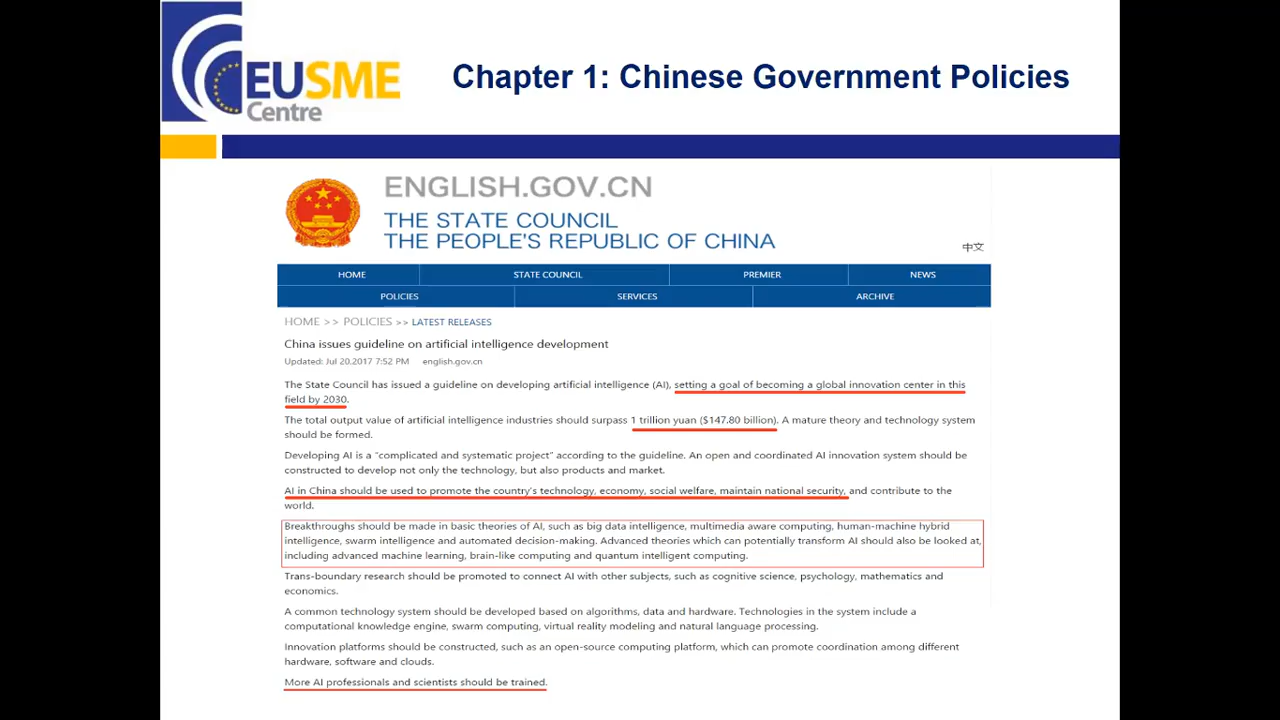 EUSME
Centre
Chapter 1: Chinese Government Policies
ENGLISH.GOV.CN
THE STATE COUNCIL
THE PEOPLE'S REPUBLIC OF CHINA
中文
HOME STATE COUNCIL PREMIER NEWS
POLICIES SERVICES ARCHIVE
HOME >> POLICIES >> LATEST RELEASES
China issues guideline on artificial intelligence development
Updated: Jul 20,2017 7:52 PM english.gov.cn
The State Council has issued a guideline on developing artificial intelligence (AI), setting a goal of becoming a global innovation center in this
field by 2030.
The total output value of artificial intelligence industries should surpass 1 trillion yuan ($147.80 billion). A mature theory and technology system
should be formed.
Developing AI is a "complicated and systematic project" according to the guideline. An open and coordinated AI innovation system should be
constructed to develop not only the technology, but also products and market.
AI in China should be used to promote the country's technology, economy, social welfare, maintain national security, and contribute to the
world.
Breakthroughs should be made in basic theories of AI, such as big data intelligence, multimedia aware computing, human-machine hybrid
intelligence, swarm intelligence and automated decision-making. Advanced theories which can potentially transform AI should also be looked at,
including advanced machine learning, brain-like computing and quantum intelligent computing.
Trans-boundary research should be promoted to connect AI with other subjects, such as cognitive science, psychology, mathematics and
economics.
A common technology system should be developed based on algorithms, data and hardware. Technologies in the system include a
computational knowledge engine, swarm computing, virtual reality modeling and natural language processing.
Innovation platforms should be constructed, such as an open-source computing platform, which can promote coordination among different
hardware, software and clouds.
More AI professionals and scientists should be trained.